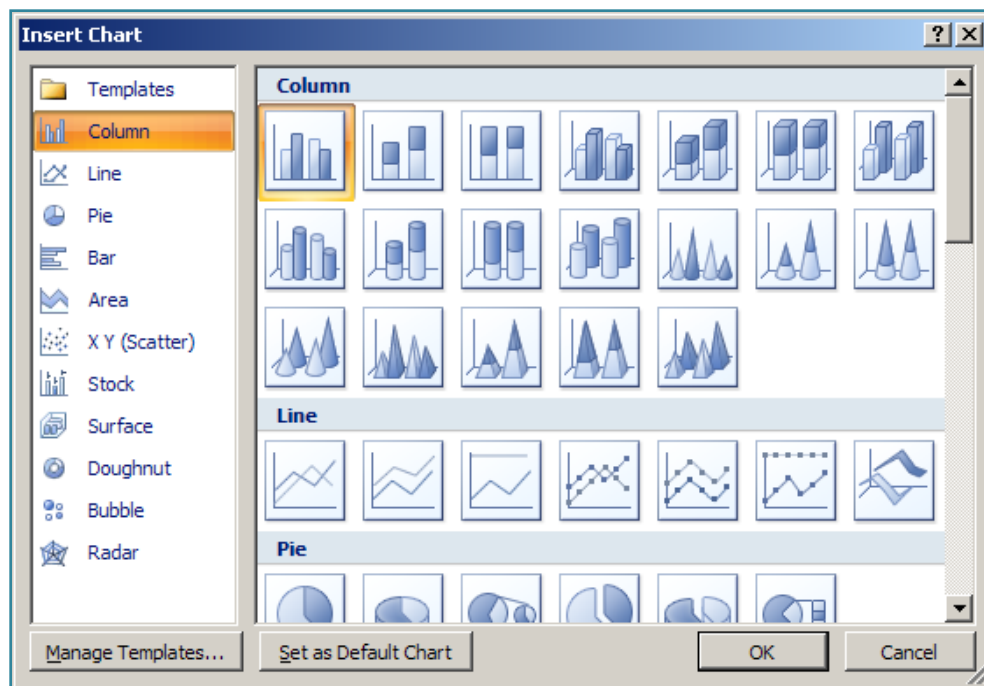 Insert Chart
Templates
Column
Line
Pie
Bar
Area
X Y (Scatter)
Stock
Surface
Doughnut
Bubble
Radar
Column
Line
Pie
Manage Templates...
Set as Default Chart
OK
Cancel